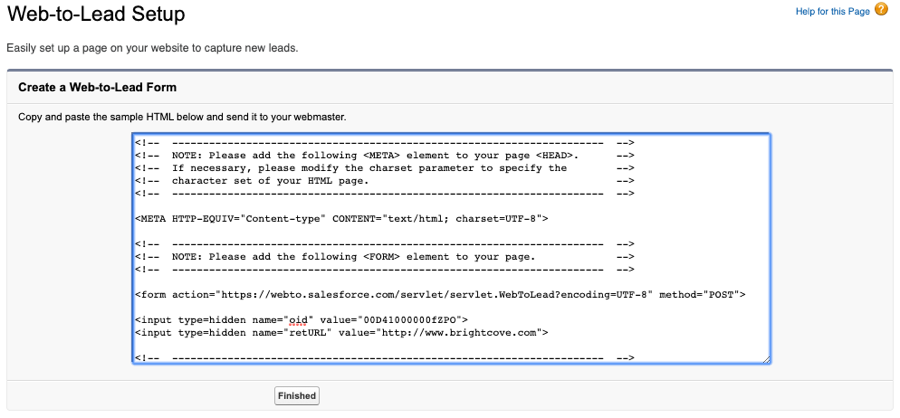 Web-to-Lead Setup
Help for this Page ?
Easily set up a page on your website to capture new leads.
Create a Web-to-Lead Form
Copy and paste the sample HTML below and send it to your webmaster.
<!--  ----------------------------------------------------------------------  -->
<!--  NOTE: Please add the following <META> element to your page <HEAD>.      -->
<!--  If necessary, please modify the charset parameter to specify the        -->
<!--  character set of your HTML page.                                        -->
<!--  ----------------------------------------------------------------------  -->
<META HTTP-EQUIV="Content-type" CONTENT="text/html; charset=UTF-8">
<!--  ----------------------------------------------------------------------  -->
<!--  NOTE: Please add the following <FORM> element to your page.             -->
<!--  ----------------------------------------------------------------------  -->
<form action="https://webto.salesforce.com/servlet/servlet.WebToLead?encoding=UTF-8" method="POST">
<input type=hidden name="oid" value="00D41000000fZPO">
<input type=hidden name="retURL" value="http://www.brightcove.com">
<!--  ----------------------------------------------------------------------  -->
Finished